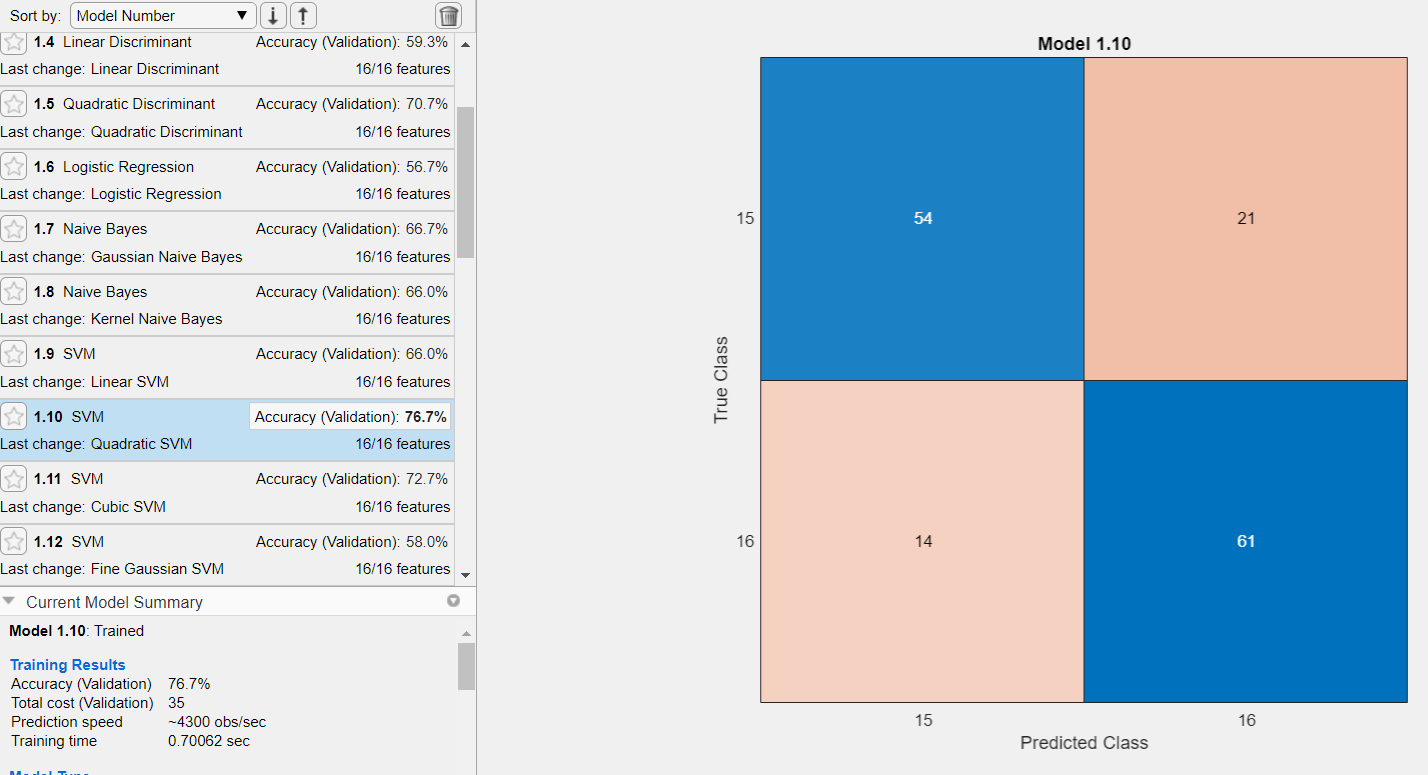 Sort by: Model Number
1.4 Linear Discriminant Accuracy (Validation): 59.3%
Last change: Linear Discriminant 16/16 features
1.5 Quadratic Discriminant Accuracy (Validation): 70.7%
Last change: Quadratic Discriminant 16/16 features
1.6 Logistic Regression Accuracy (Validation): 56.7%
Last change: Logistic Regression 16/16 features
1.7 Naive Bayes Accuracy (Validation): 66.7%
Last change: Gaussian Naive Bayes 16/16 features
1.8 Naive Bayes Accuracy (Validation): 66.0%
Last change: Kernel Naive Bayes 16/16 features
1.9 SVM Accuracy (Validation): 66.0%
Last change: Linear SVM 16/16 features
1.10 SVM Accuracy (Validation): 76.7%
Last change: Quadratic SVM 16/16 features
1.11 SVM Accuracy (Validation): 72.7%
Last change: Cubic SVM 16/16 features
1.12 SVM Accuracy (Validation): 58.0%
Last change: Fine Gaussian SVM 16/16 features
Current Model Summary
Model 1.10: Trained
Training Results
Accuracy (Validation) 76.7%
Total cost (Validation) 35
Prediction speed ~4300 obs/sec
Training time 0.70062 sec
Model Type
Model 1.10
True Class
15 54 21
16 14 61
15 16
Predicted Class